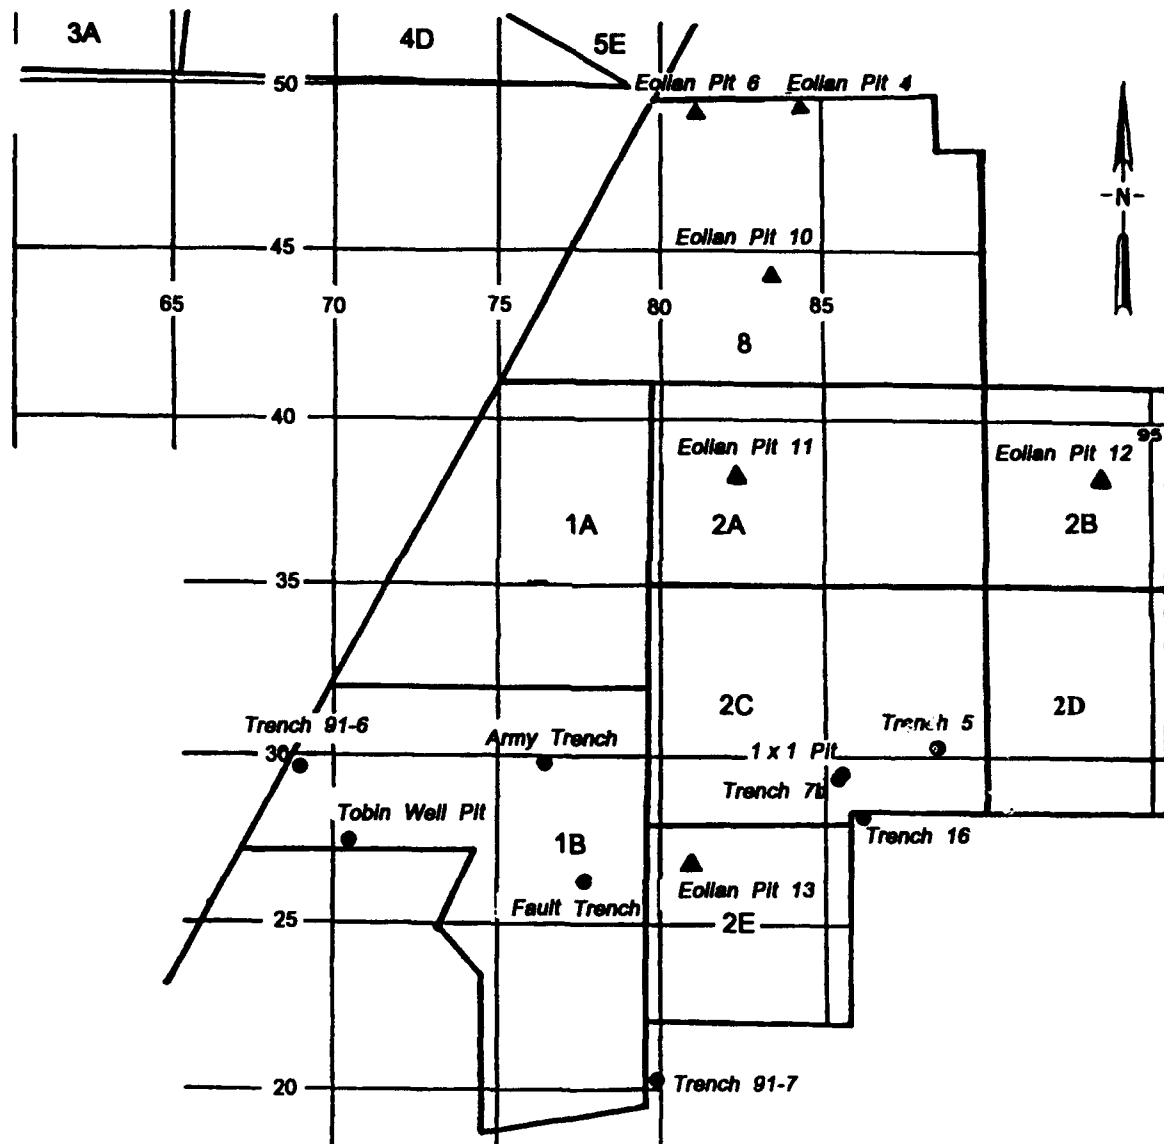 3A
4D
5E
50
Eolian Pit 6
Eolian Pit 4
-N-
Eolian Pit 10
45
65
70
75
80
85
8
40
95
Eolian Pit 11
Eolian Pit 12
1A
2A
2B
35
2C
2D
Trench 91-6
Army Trench
Trench 5
30
1 x 1 Pit
Trench 7b
Tobin Well Pit
1B
Trench 16
Eolian Pit 13
Fault Trench
25
2E
20
Trench 91-7